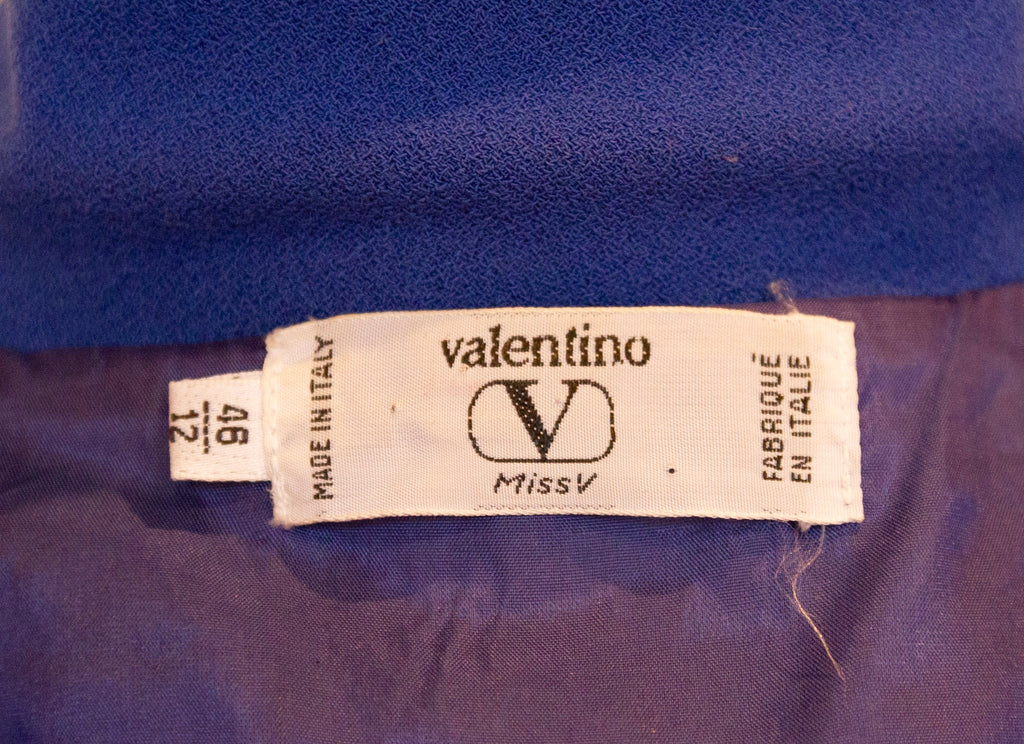 46
12
MADE IN ITALY
valentino
V
MissV
FABRIQUÉ
EN ITALIE